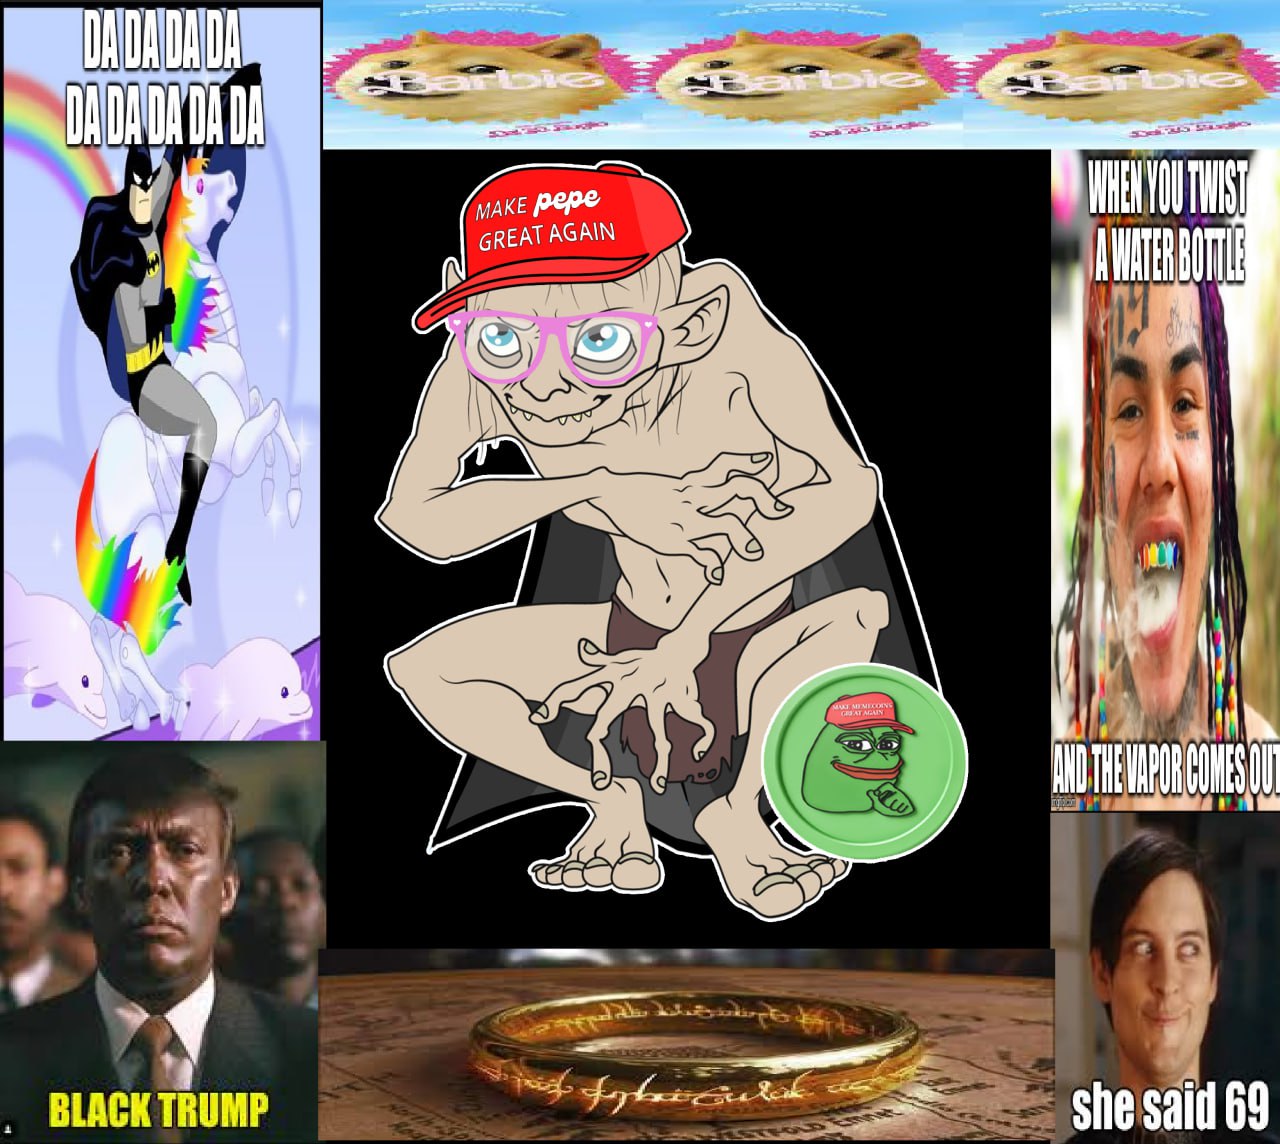 DA DA DA DA
DA DA DA DA DA
Barbie
Barbie
Barbie
MAKE pepe
GREAT AGAIN
WHEN YOU TWIST
A WATER BOTTLE
AND THE VAPOR COMES OUT
MAKE MEMECOINS
GREAT AGAIN
BLACK TRUMP
she said 69